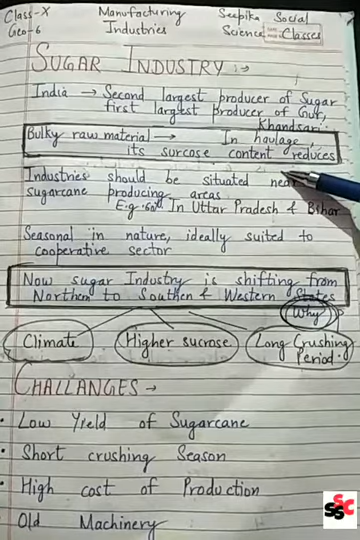 Class-X Manufacturing Deepika Social
Geo-6 Industries Science Classes
SUGAR INDUSTRY :→
India → Second largest producer of Sugar
first largest producer of Gur,
Khandsari.
Bulky raw material → In haulage,
its surcose content reduces
Industries should be situated near
sugarcane producing areas.
E.g. 60% In Uttar Pradesh & Bihar
Seasonal in nature, ideally suited to
cooperative sector
Now sugar Industry is shifting from
Northern to Southen & Western States
Why
Climate Higher sucrose Long Crushing
Period.
CHALLANGES →
• Low Yield of Sugarcane
• Short crushing Season
• High cost of Production
• Old Machinery
SSC